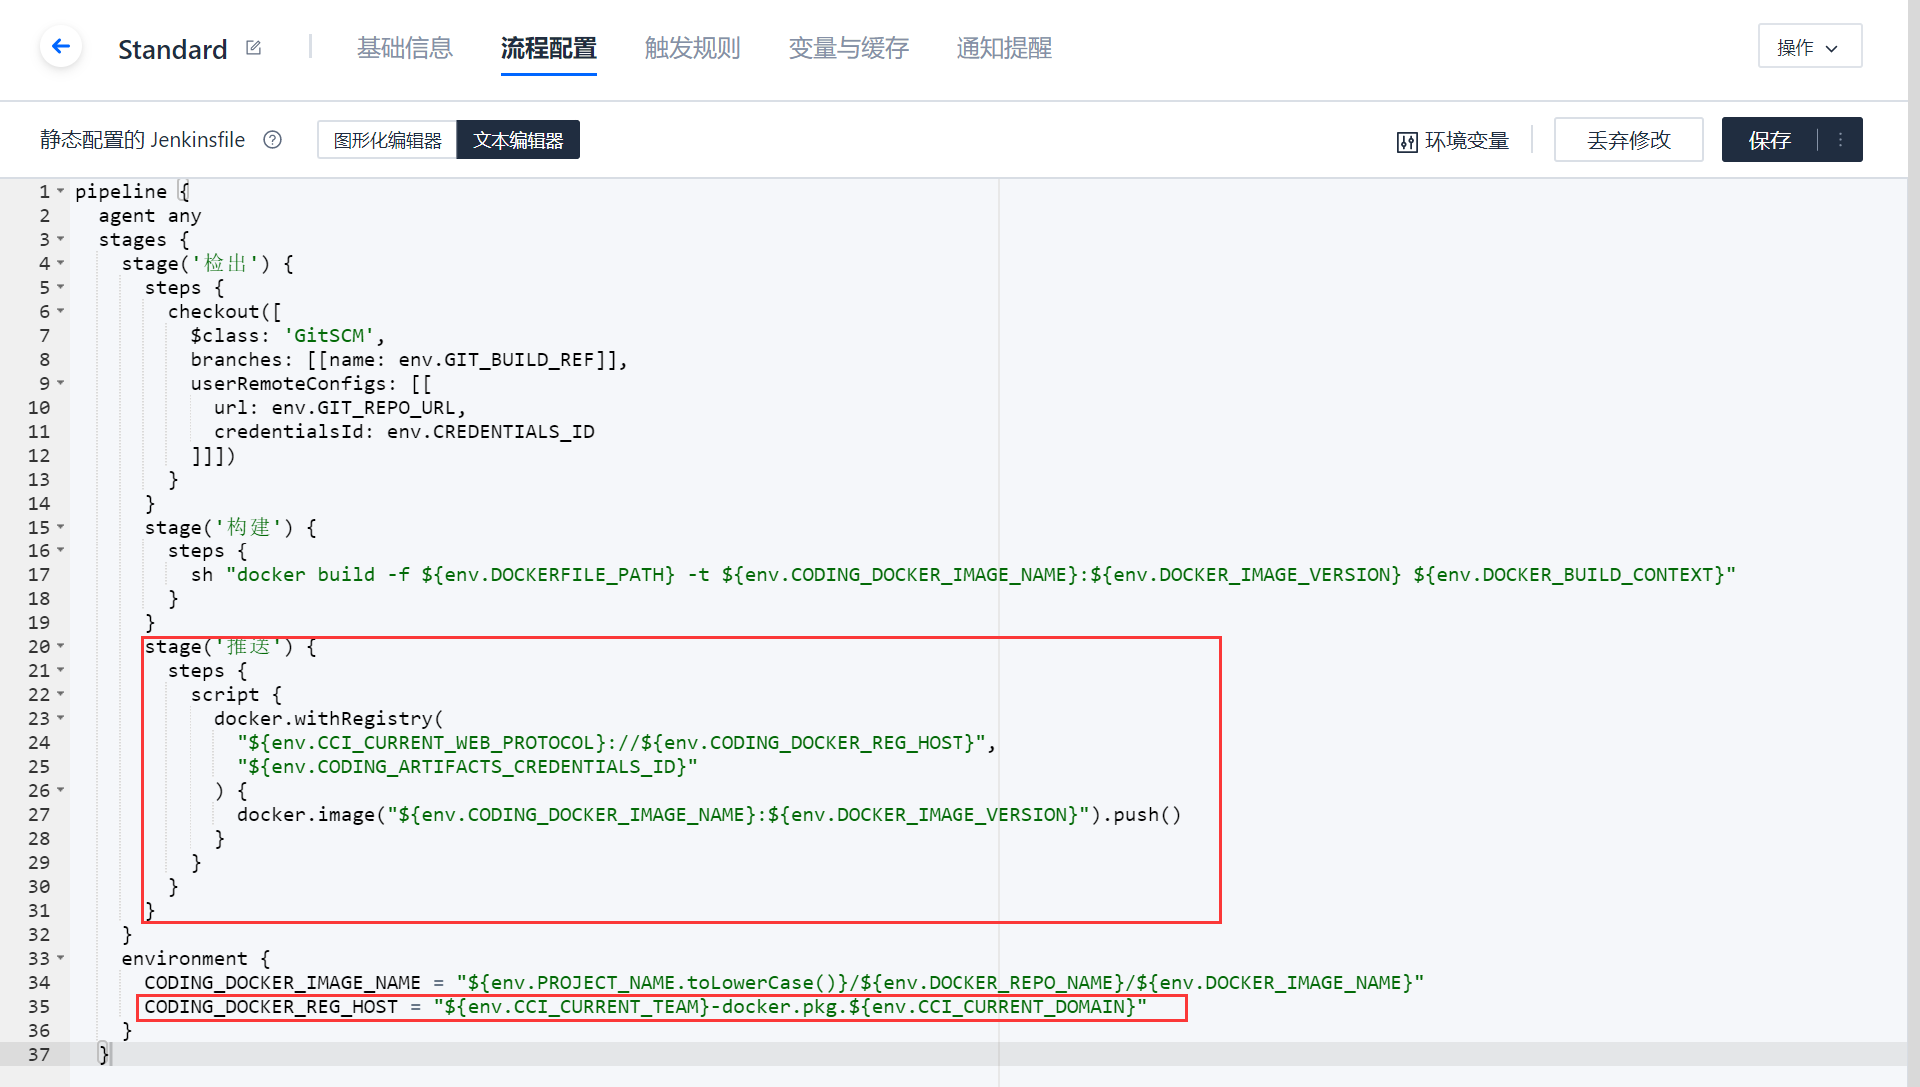 Standard 基础信息 流程配置 触发规则 变量与缓存 通知提醒 操作
静态配置的 Jenkinsfile 图形化编辑器 文本编辑器 环境变量 丢弃修改 保存
1 pipeline {
2   agent any
3   stages {
4     stage('检出') {
5       steps {
6         checkout([
7           $class: 'GitSCM',
8           branches: [[name: env.GIT_BUILD_REF]],
9           userRemoteConfigs: [[
10             url: env.GIT_REPO_URL,
11             credentialsId: env.CREDENTIALS_ID
12           ]]])
13         }
14       }
15       stage('构建') {
16         steps {
17           sh "docker build -f ${env.DOCKERFILE_PATH} -t ${env.CODING_DOCKER_IMAGE_NAME}:${env.DOCKER_IMAGE_VERSION} ${env.DOCKER_BUILD_CONTEXT}"
18         }
19       }
20       stage('推送') {
21         steps {
22           script {
23             docker.withRegistry(
24               "${env.CCI_CURRENT_WEB_PROTOCOL}://${env.CODING_DOCKER_REG_HOST}",
25               "${env.CODING_ARTIFACTS_CREDENTIALS_ID}"
26             ) {
27               docker.image("${env.CODING_DOCKER_IMAGE_NAME}:${env.DOCKER_IMAGE_VERSION}").push()
28             }
29           }
30         }
31       }
32     }
33     environment {
34       CODING_DOCKER_IMAGE_NAME = "${env.PROJECT_NAME.toLowerCase()}/${env.DOCKER_REPO_NAME}/${env.DOCKER_IMAGE_NAME}"
35       CODING_DOCKER_REG_HOST = "${env.CCI_CURRENT_TEAM}-docker.pkg.${env.CCI_CURRENT_DOMAIN}"
36     }
37   }